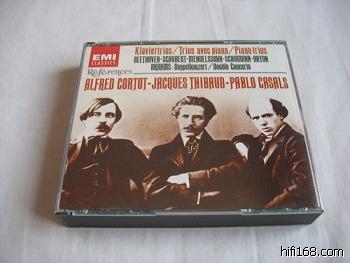 EMI
CLASSICS
Klaviertrios/Trios avec piano/Piano trios
BEETHOVEN·SCHUBERT·MENDELSSOHN·SCHUMANN·HAYDN
BRAHMS: Doppelkonzert / Double Concerto
References
ALFRED CORTOT-JACQUES THIBAUD-PABLO CASALS
hifi168.com